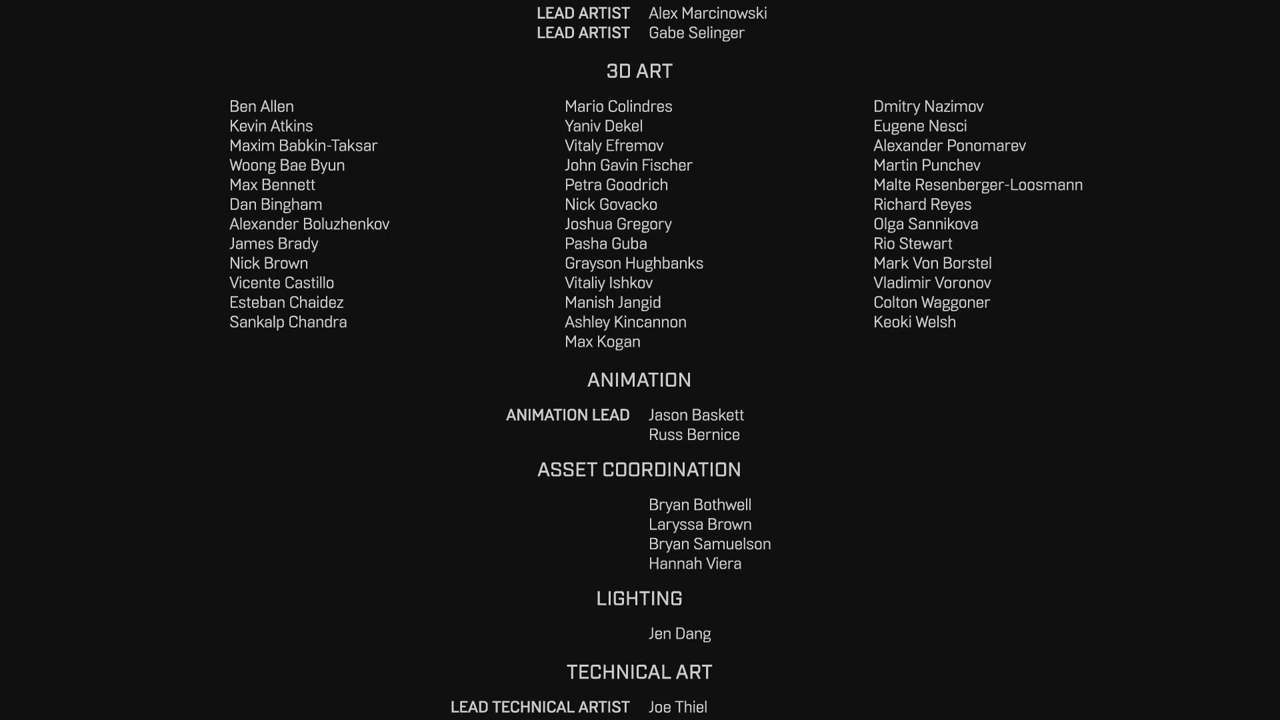 LEAD ARTIST Alex Marcinowski
LEAD ARTIST Gabe Selinger
3D ART
Ben Allen
Kevin Atkins
Maxim Babkin-Taksar
Woong Bae Byun
Max Bennett
Dan Bingham
Alexander Boluzhenkov
James Brady
Nick Brown
Vicente Castillo
Esteban Chaidez
Sankalp Chandra
Mario Colindres
Yaniv Dekel
Vitaly Efremov
John Gavin Fischer
Petra Goodrich
Nick Govacko
Joshua Gregory
Pasha Guba
Grayson Hughbanks
Vitaliy Ishkov
Manish Jangid
Ashley Kincannon
Max Kogan
Dmitry Nazimov
Eugene Nesci
Alexander Ponomarev
Martin Punchev
Malte Resenberger-Loosmann
Richard Reyes
Olga Sannikova
Rio Stewart
Mark Von Borstel
Vladimir Voronov
Colton Waggoner
Keoki Welsh
ANIMATION
ANIMATION LEAD Jason Baskett
Russ Bernice
ASSET COORDINATION
Bryan Bothwell
Laryssa Brown
Bryan Samuelson
Hannah Viera
LIGHTING
Jen Dang
TECHNICAL ART
LEAD TECHNICAL ARTIST Joe Thiel